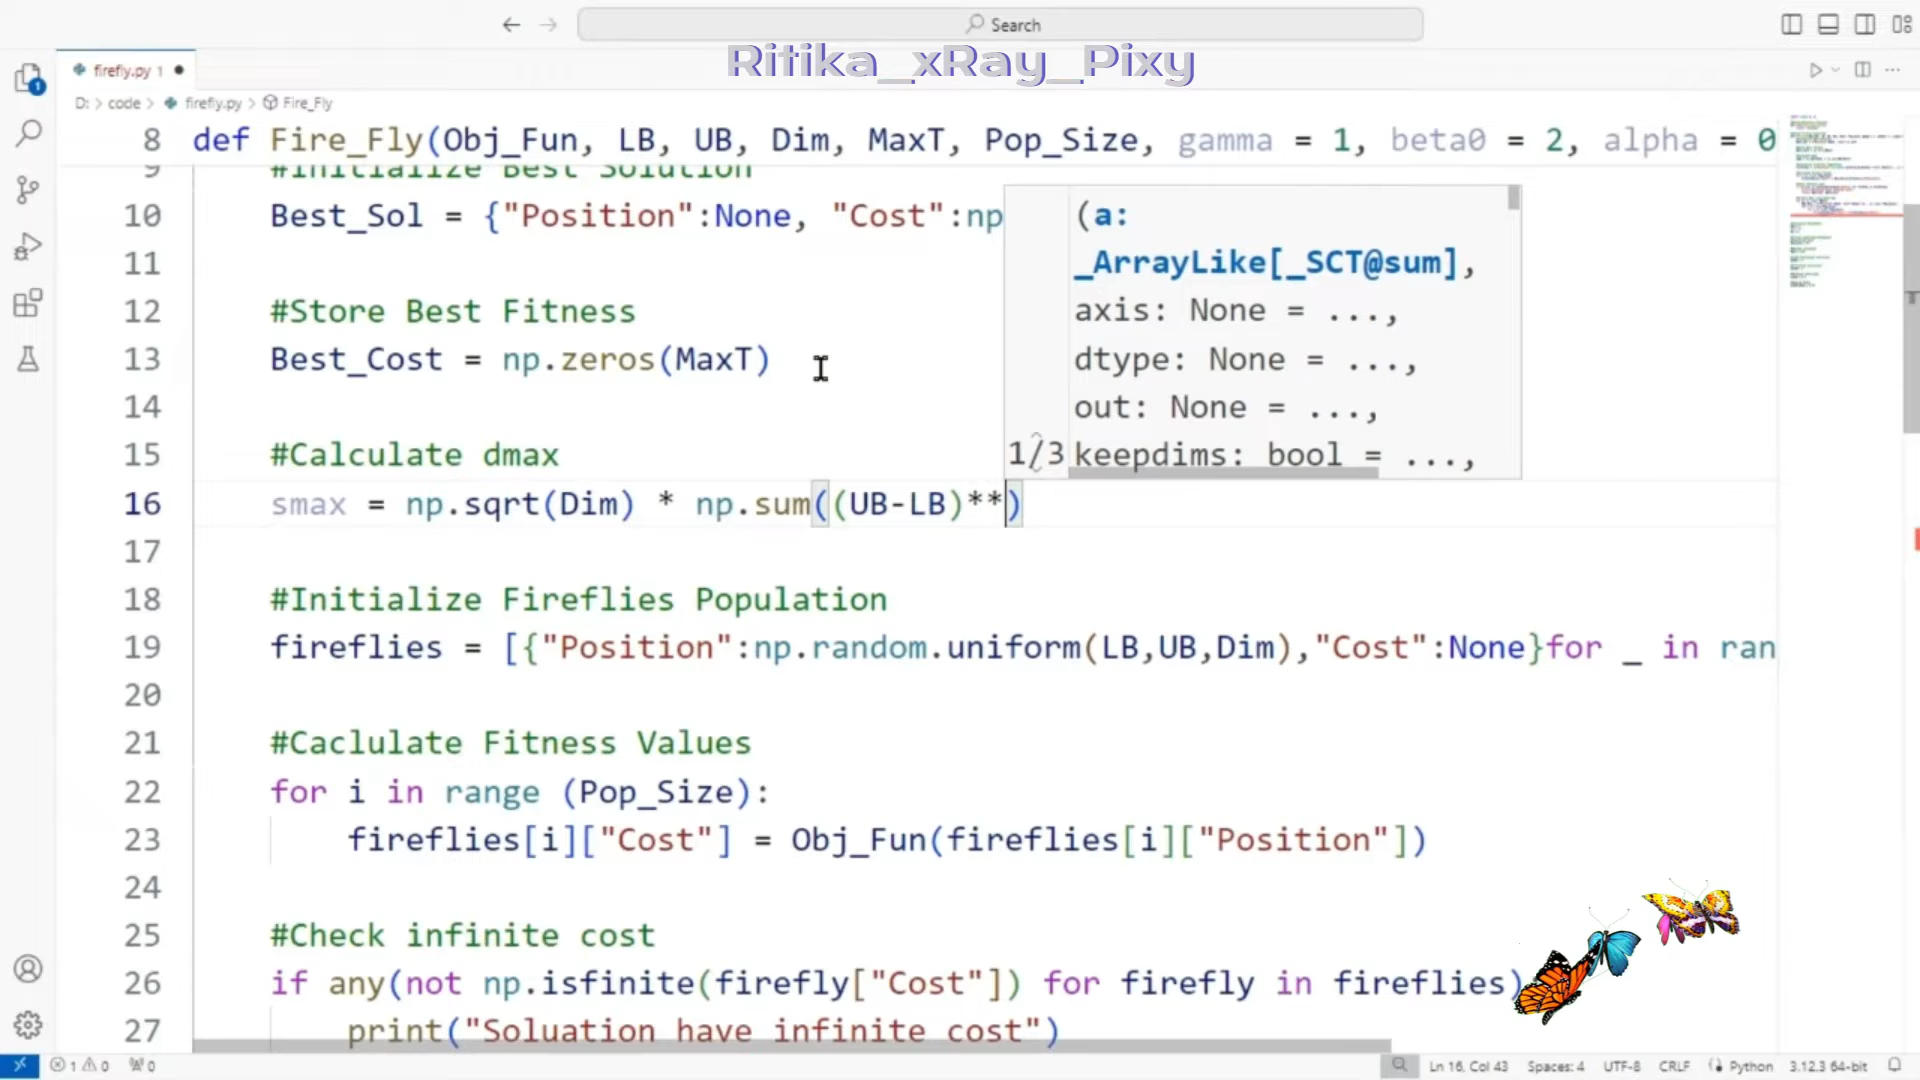 Search
Ritika_xRay_Pixy
firefly.py 1
D: > code > firefly.py > Fire_Fly
8 def Fire_Fly(Obj_Fun, LB, UB, Dim, MaxT, Pop_Size, gamma = 1, beta0 = 2, alpha = 0
9 #Initialize Best Solution
10 Best_Sol = {"Position":None, "Cost":np
11
12 #Store Best Fitness
13 Best_Cost = np.zeros(MaxT)
14
15 #Calculate dmax
16 smax = np.sqrt(Dim) * np.sum((UB-LB)**)
17
18 #Initialize Fireflies Population
19 fireflies = [{"Position":np.random.uniform(LB,UB,Dim),"Cost":None}for _ in ran
20
21 #Caclulate Fitness Values
22 for i in range (Pop_Size):
23 fireflies[i]["Cost"] = Obj_Fun(fireflies[i]["Position"])
24
25 #Check infinite cost
26 if any(not np.isfinite(firefly["Cost"]) for firefly in fireflies)
27 print("Soluation have infinite cost")
(a:
_ArrayLike[_SCT@sum],
axis: None = ...,
dtype: None = ...,
out: None = ...,
1/3 keepdims: bool = ...,
1 0 0 Ln 16, Col 43 Spaces: 4 UTF-8 CRLF Python 3.12.3 64-bit